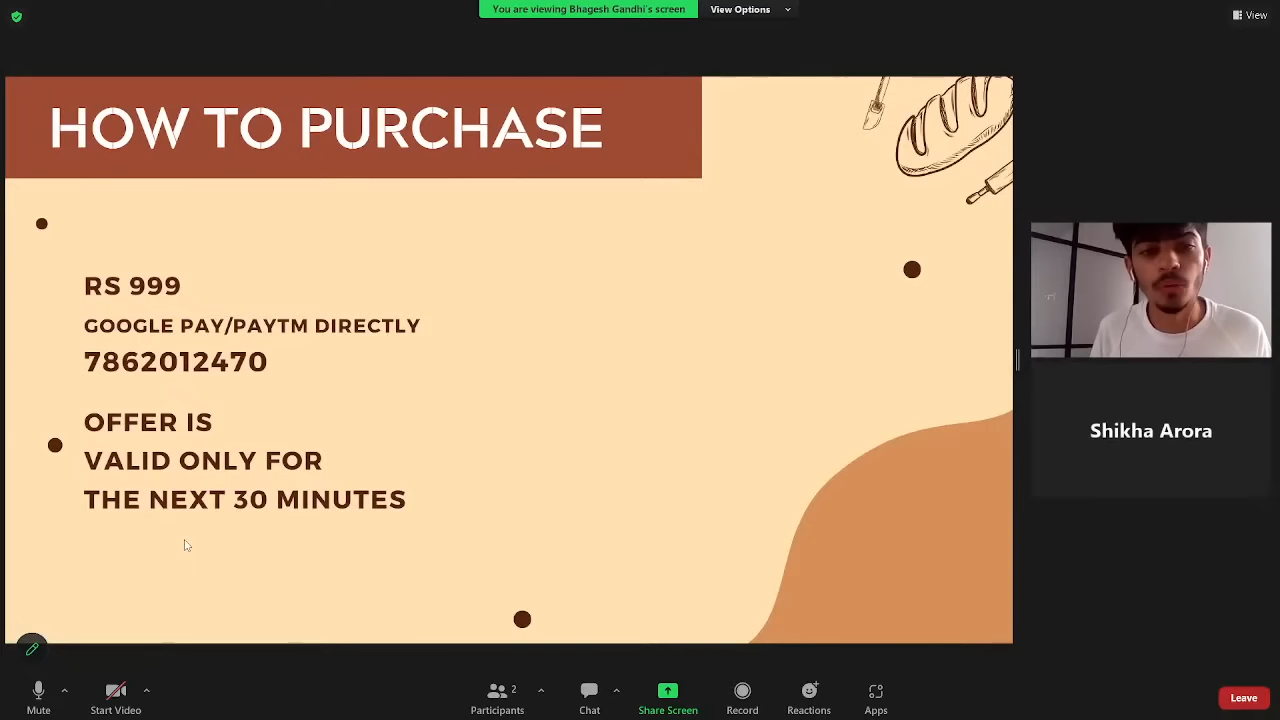 You are viewing Bhagesh Gandhi's screen
View Options
View
HOW TO PURCHASE
RS 999
GOOGLE PAY/PAYTM DIRECTLY
7862012470
OFFER IS
VALID ONLY FOR
THE NEXT 30 MINUTES
Shikha Arora
2
Mute
Start Video
Participants
Chat
Share Screen
Record
Reactions
Apps
Leave